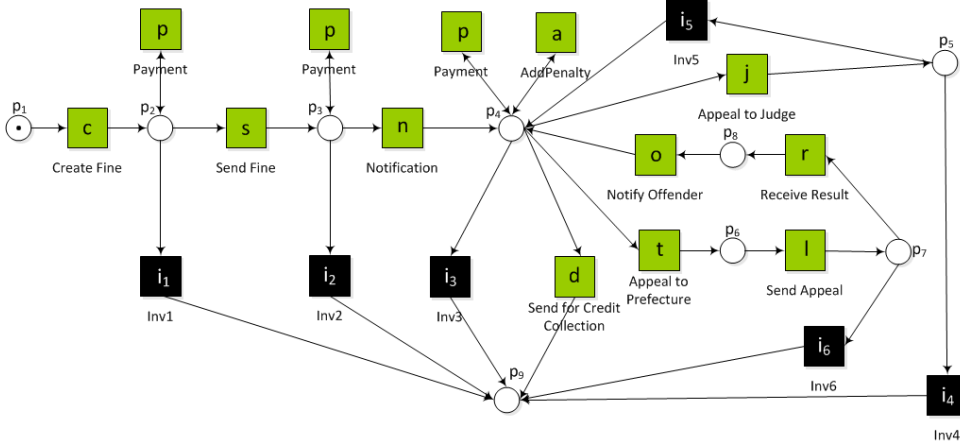 p
p
p
a
i5
p5
Payment
Payment
Payment
AddPenalty
Inv5
j
p1
c
p2
s
p3
n
p4
Appeal to Judge
p8
o
r
Create Fine
Send Fine
Notification
Notify Offender
Receive Result
t
p6
l
p7
i1
i2
i3
d
Appeal to
Prefecture
Send Appeal
Inv1
Inv2
Inv3
Send for Credit
Collection
i6
p9
Inv6
i4
Inv4